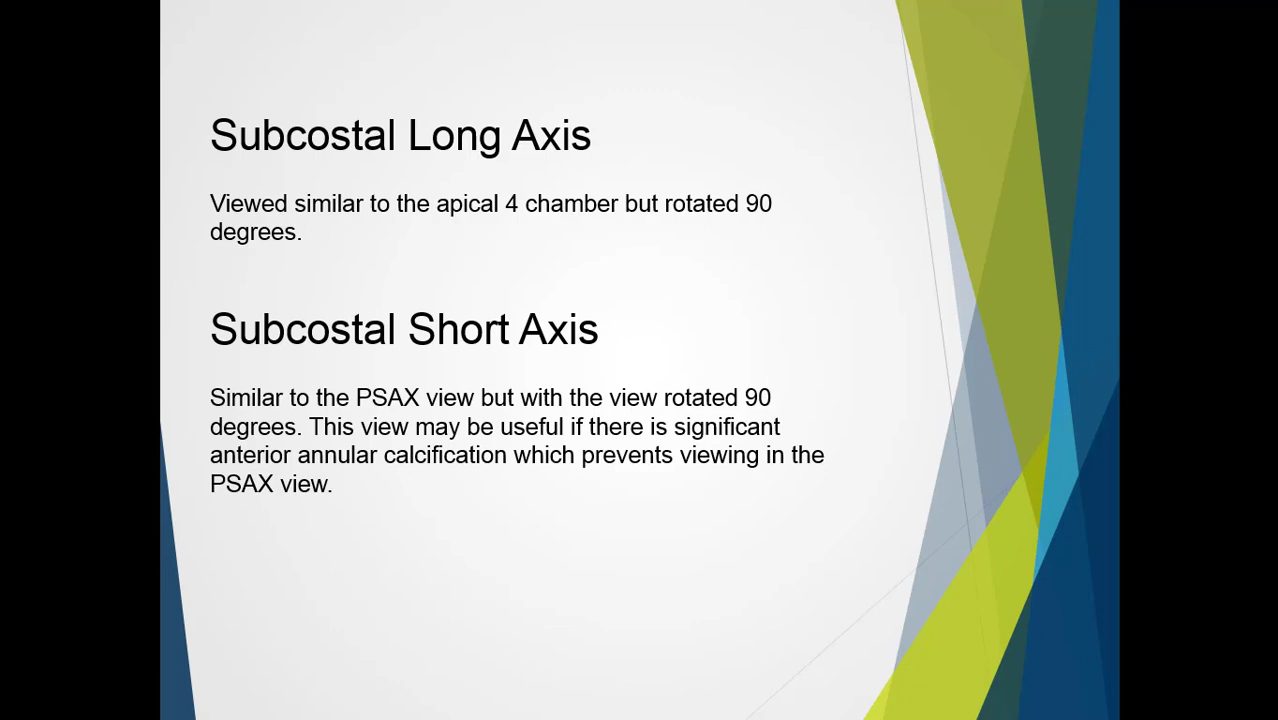 Subcostal Long Axis
Viewed similar to the apical 4 chamber but rotated 90
degrees.
Subcostal Short Axis
Similar to the PSAX view but with the view rotated 90
degrees. This view may be useful if there is significant
anterior annular calcification which prevents viewing in the
PSAX view.